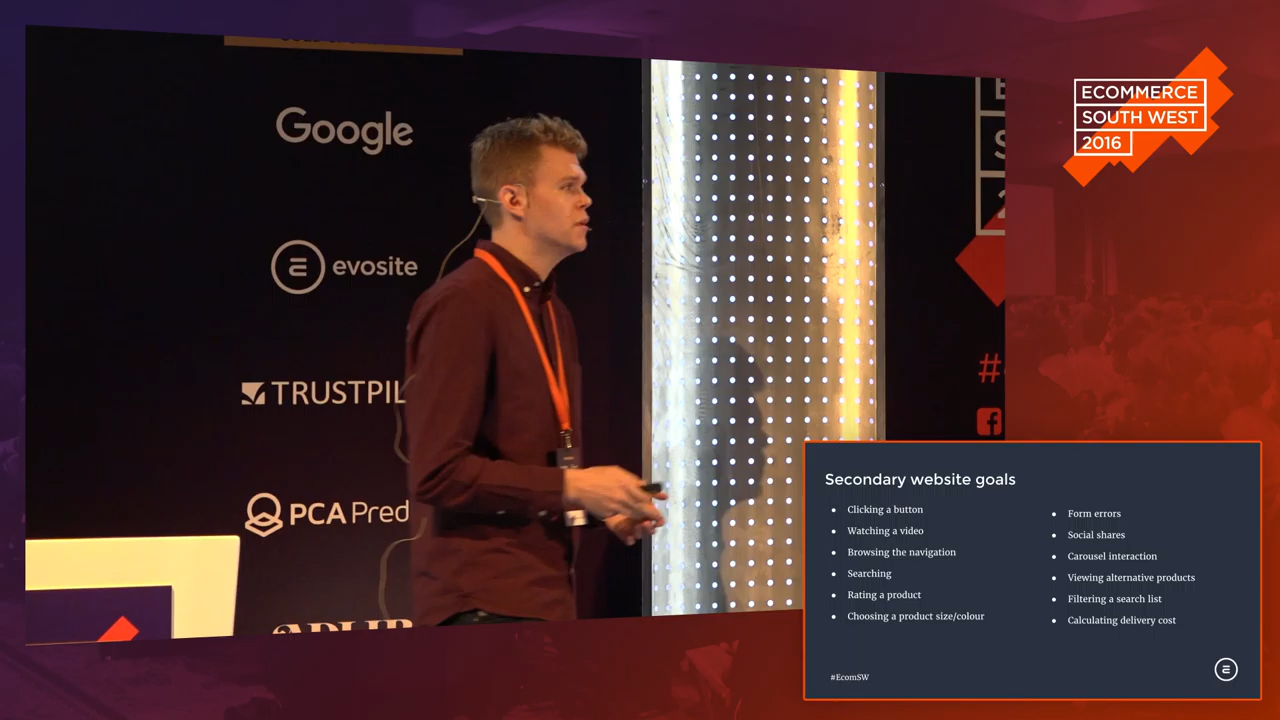 Google
evosite
TRUSTPIL
PCA Pred
ECOMMERCE
SOUTH WEST
2016
#
Secondary website goals
Clicking a button
Watching a video
Browsing the navigation
Searching
Rating a product
Choosing a product size/colour
Form errors
Social shares
Carousel interaction
Viewing alternative products
Filtering a search list
Calculating delivery cost
#EcomSW